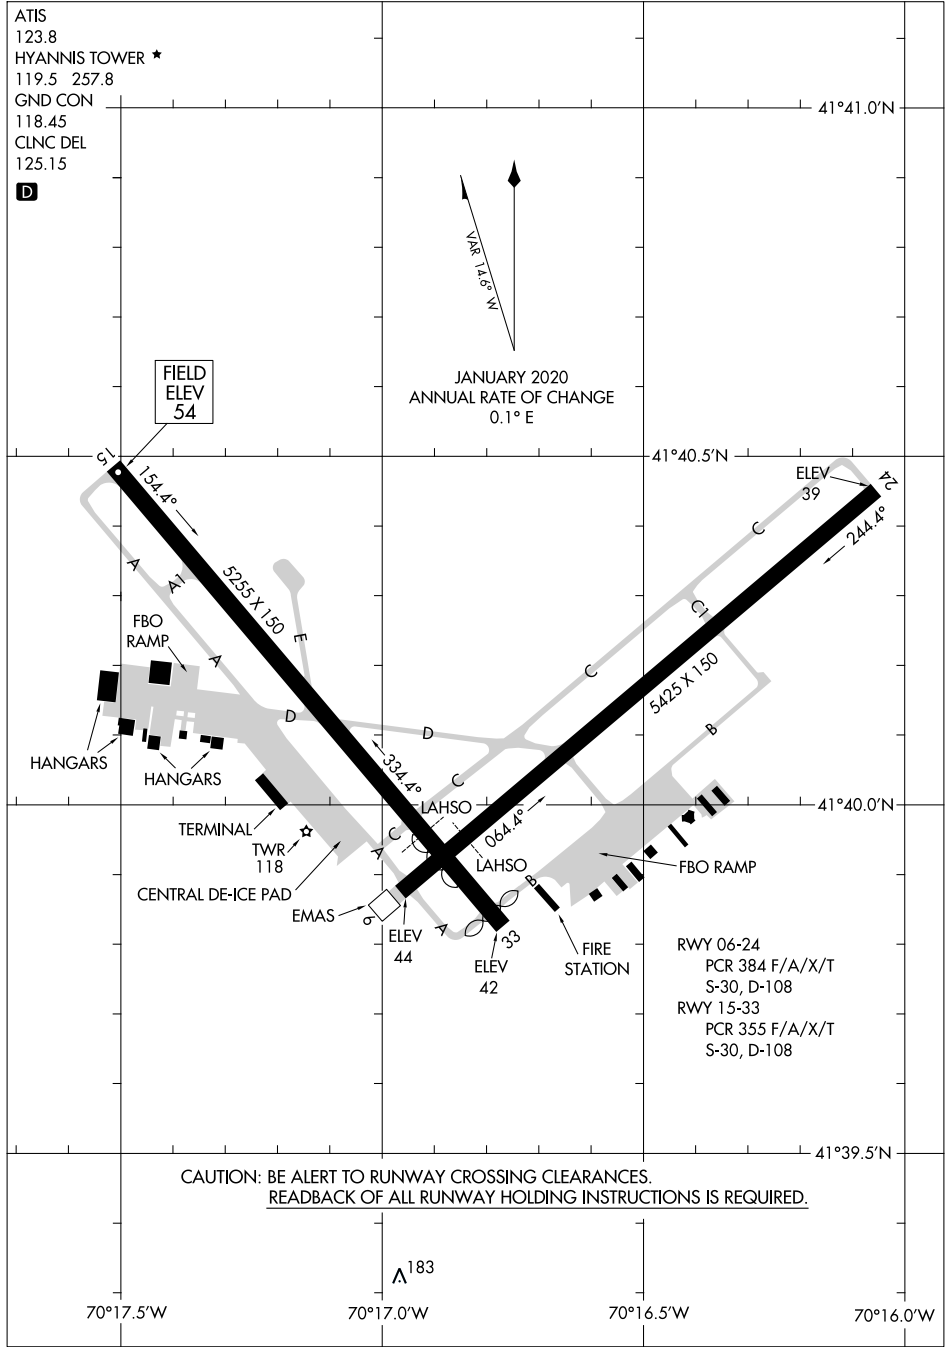 ATIS
123.8
HYANNIS TOWER
119.5 257.8
GND CON
118.45
CLNC DEL
125.15
D
41°41.0'N
VAR 14.6° W
JANUARY 2020
ANNUAL RATE OF CHANGE
0.1° E
FIELD
ELEV
54
15
154.4°
41°40.5'N
ELEV
39
24
244.4°
C
A
A1
5255 X 150
C1
FBO
RAMP
E
A
C
5425 X 150
D
D
B
HANGARS
HANGARS
334.4°
C
LAHSO
064.4°
41°40.0'N
TERMINAL
TWR
118
C
A
LAHSO
FBO RAMP
CENTRAL DE-ICE PAD
B
EMAS
6
ELEV
44
A
33
ELEV
42
FIRE
STATION
RWY 06-24
PCR 384 F/A/X/T
S-30, D-108
RWY 15-33
PCR 355 F/A/X/T
S-30, D-108
41°39.5'N
CAUTION: BE ALERT TO RUNWAY CROSSING CLEARANCES.
READBACK OF ALL RUNWAY HOLDING INSTRUCTIONS IS REQUIRED.
183
70°17.5'W
70°17.0'W
70°16.5'W
70°16.0'W